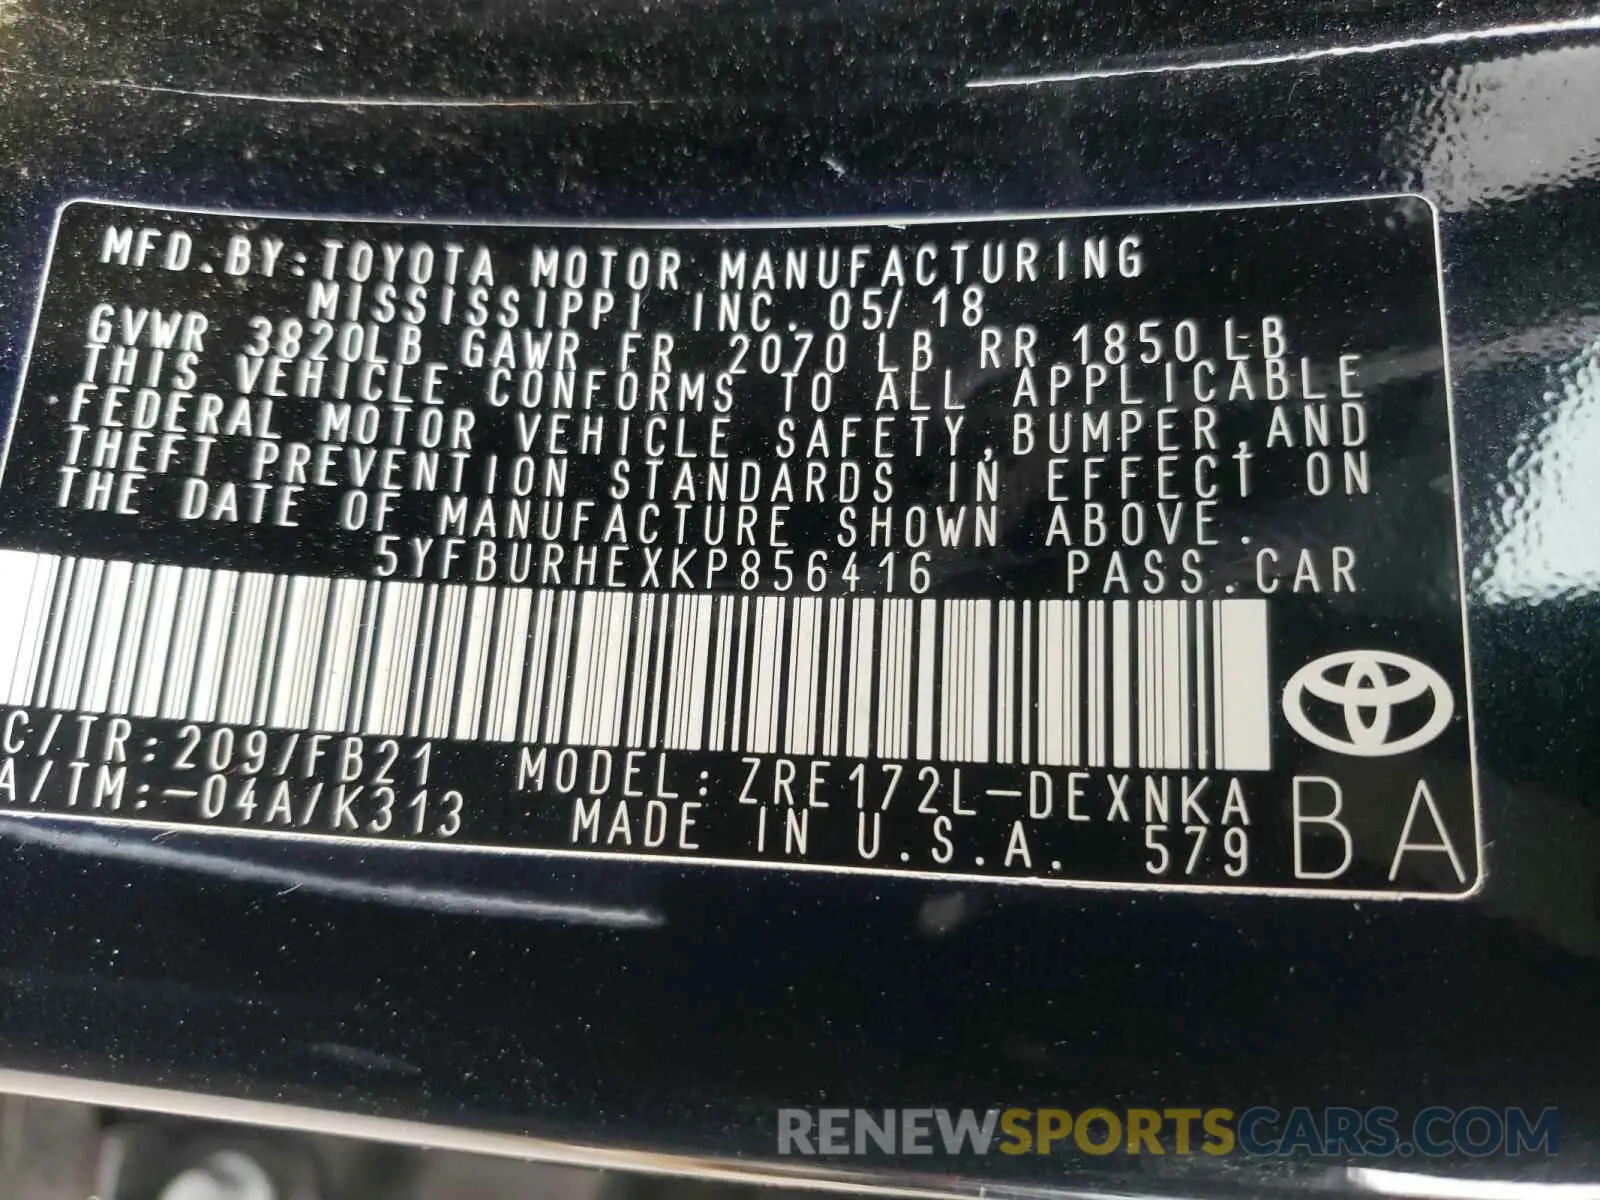 MFD.BY:TOYOTA MOTOR MANUFACTURING
MISSISSIPPI INC. 05/18
GVWR 3820LB GAWR FR 2070LB RR 1850LB
THIS VEHICLE CONFORMS TO ALL APPLICABLE
FEDERAL MOTOR VEHICLE SAFETY,BUMPER,AND
THEFT PREVENTION STANDARDS IN EFFECT ON
THE DATE OF MANUFACTURE SHOWN ABOVE.
5YFBURHEXKP856416 PASS.CAR
C/TR:209/FB21 MODEL:ZRE172L-DEXNKA
A/TM:-04A/K313 MADE IN U.S.A. 579 BA
RENEWSPORTSCARS.COM